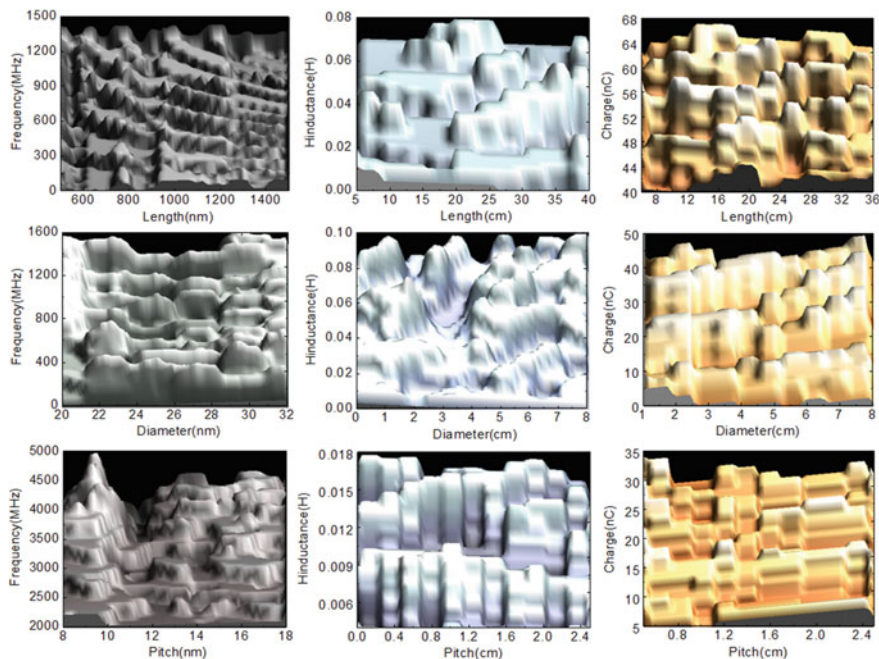 1500
1200
900
600
300
0
Frequency(MHz)
600 800 1000 1200 1400
Length(nm)
0.08
0.06
0.04
0.02
0.00
Hinductance(H)
5 10 15 20 25 30 35 40
Length(cm)
68
64
60
56
52
48
44
40
Charge(nC)
8 12 16 20 24 28 32 36
Length(cm)
1600
1200
800
400
0
Frequency(MHz)
20 22 24 26 28 30 32
Diameter(nm)
0.10
0.08
0.06
0.04
0.02
0.00
Hinductance(H)
0 1 2 3 4 5 6 7 8
Diameter(cm)
50
40
30
20
10
0
Charge(nC)
1 2 3 4 5 6 7 8
Diameter(cm)
5000
4500
4000
3500
3000
2500
2000
Frequency(MHz)
8 10 12 14 16 18
Pitch(nm)
0.018
0.015
0.012
0.009
0.006
Hinductance(H)
0.0 0.4 0.8 1.2 1.6 2.0 2.4
Pitch(cm)
35
30
25
20
15
10
5
Charge(nC)
0.8 1.2 1.6 2.0 2.4
Pitch(cm)